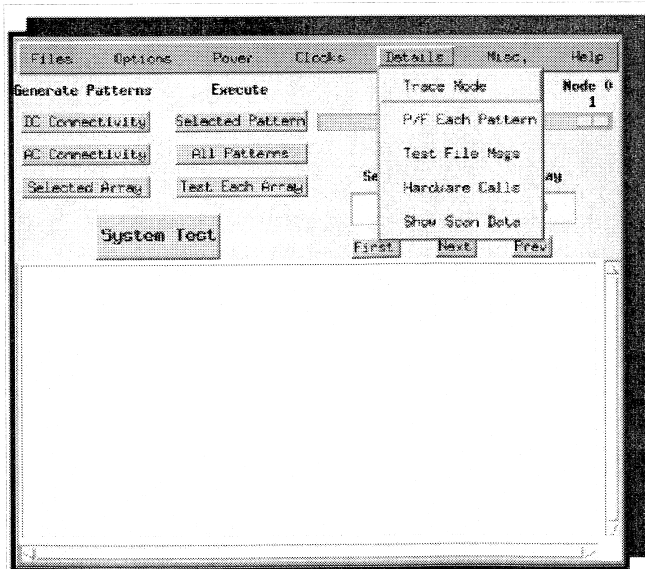 Files Options Power Clocks Details Misc. Help
Generate Patterns Execute Trace Mode Node 0
1
DC Connectivity Selected Pattern P/F Each Pattern
AC Connectivity All Patterns Test File Msgs
Se ay
Selected Array Test Each Array Hardware Calls
System Test Show Scan Data
First Next Prev